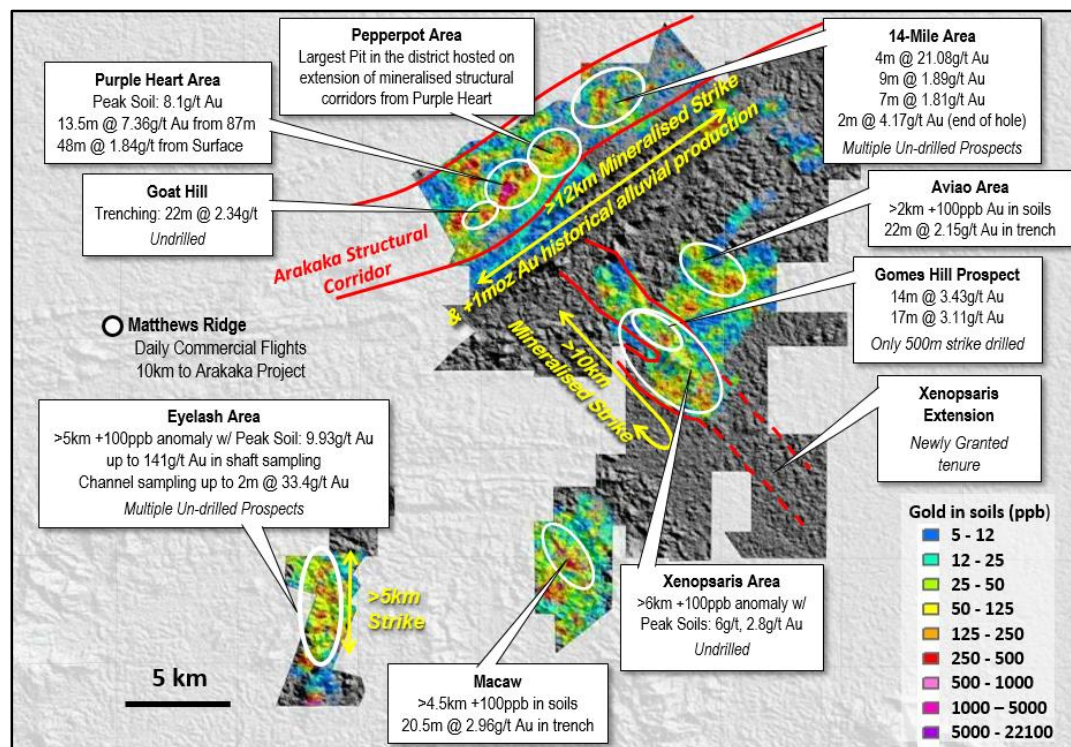 Pepperpot Area
Largest Pit in the district hosted on
extension of mineralised structural
corridors from Purple Heart
14-Mile Area
4m @ 21.08g/t Au
9m @ 1.89g/t Au
7m @ 1.81g/t Au
2m @ 4.17g/t Au (end of hole)
Multiple Un-drilled Prospects
Purple Heart Area
Peak Soil: 8.1g/t Au
13.5m @ 7.36g/t Au from 87m
48m @ 1.84g/t from Surface
Goat Hill
Trenching: 22m @ 2.34g/t
Undrilled
Arakaka Structural
Corridor
>12km Mineralised Strike
& +1moz Au historical alluvial production
Aviao Area
>2km +100ppb Au in soils
22m @ 2.15g/t Au in trench
Gomes Hill Prospect
14m @ 3.43g/t Au
17m @ 3.11g/t Au
Only 500m strike drilled
Matthews Ridge
Daily Commercial Flights
10km to Arakaka Project
>10km
Mineralised Strike
Xenopsaris
Extension
Newly Granted
tenure
Eyelash Area
>5km +100ppb anomaly w/ Peak Soil: 9.93g/t Au
up to 141g/t Au in shaft sampling
Channel sampling up to 2m @ 33.4g/t Au
Multiple Un-drilled Prospects
>5km
Strike
Xenopsaris Area
>6km +100ppb anomaly w/
Peak Soils: 6g/t, 2.8g/t Au
Undrilled
Macaw
>4.5km +100ppb in soils
20.5m @ 2.96g/t Au in trench
5 km
Gold in soils (ppb)
5 - 12
12 - 25
25 - 50
50 - 125
125 - 250
250 - 500
500 - 1000
1000 – 5000
5000 - 22100